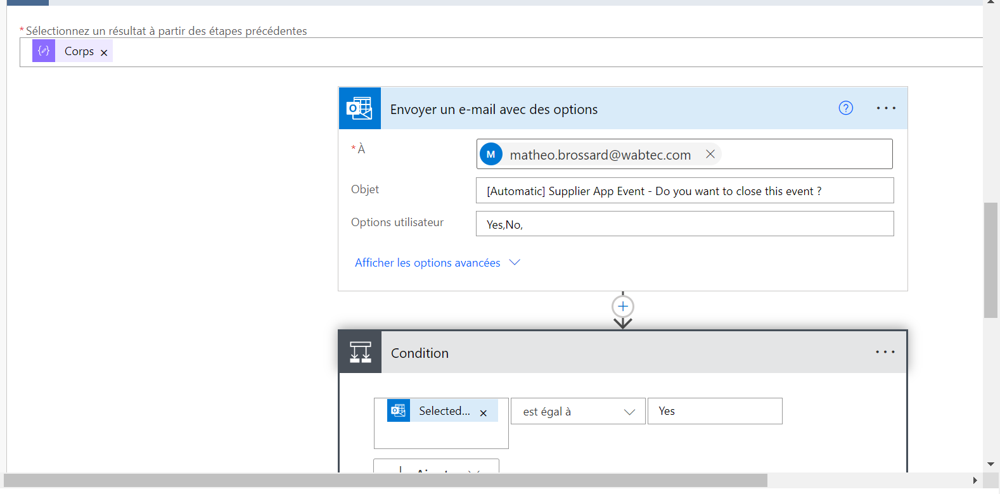 * Sélectionnez un résultat à partir des étapes précédentes
Corps
Envoyer un e-mail avec des options
* À
M matheo.brossard@wabtec.com
Objet
[Automatic] Supplier App Event - Do you want to close this event ?
Options utilisateur
Yes,No,
Afficher les options avancées
Condition
Selected...
est égal à
Yes